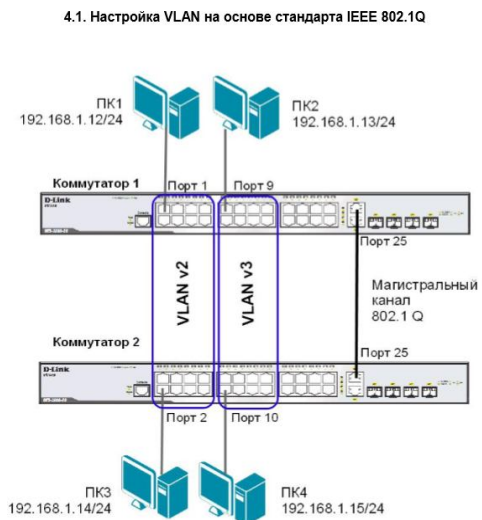 4.1. Настройка VLAN на основе стандарта IEEE 802.1Q
ПК1
192.168.1.12/24
ПК2
192.168.1.13/24
Коммутатор 1
Порт 1
Порт 9
D-Link
Порт 25
VLAN v2
VLAN v3
Магистральный
канал
802.1 Q
Коммутатор 2
Порт 25
D-Link
Порт 2
Порт 10
ПК3
192.168.1.14/24
ПК4
192.168.1.15/24